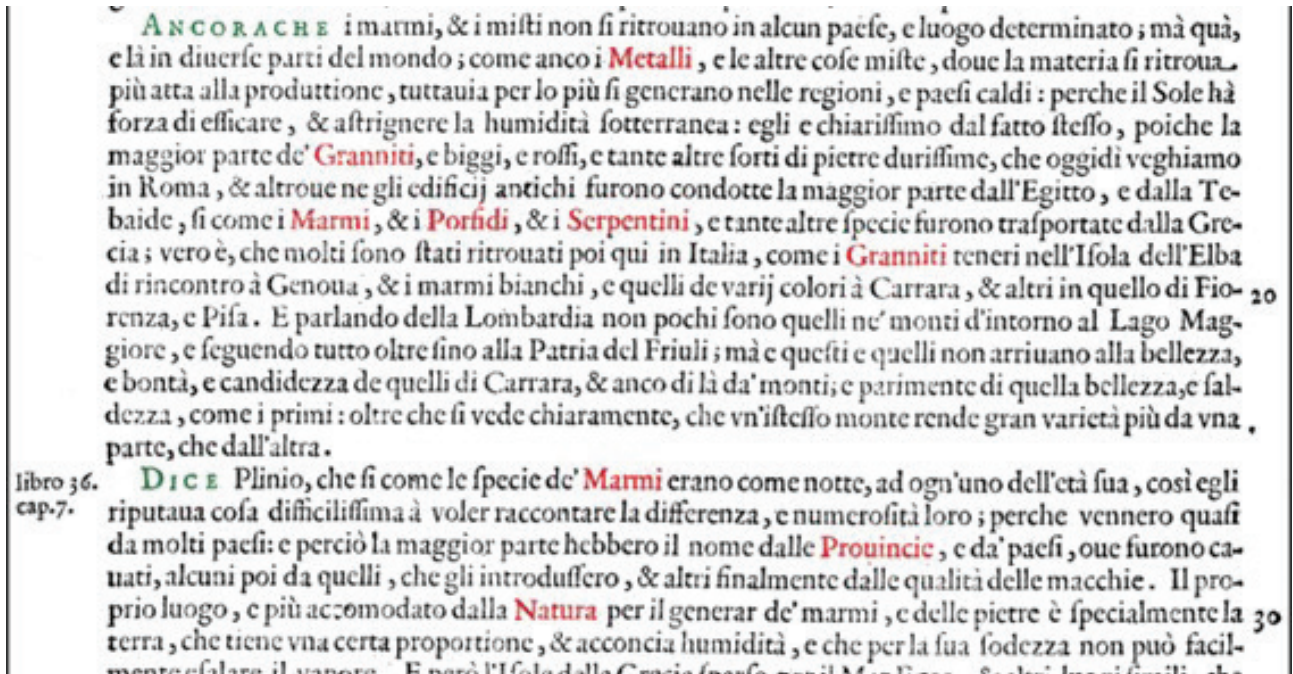 ANCORACHE i marmi, & i miſti non ſi ritrouano in alcun paeſe, e luogo determinato ; mà quà,
e là in diuerſe parti del mondo ; come anco i Metalli , e le altre coſe miſte , doue la materia ſi ritroua
più atta alla produttione , tuttauia per lo più ſi generano nelle regioni , e paeſi caldi : perche il Sole hà
forza di efficare , & aſtrignere la humidità ſotterranea : egli e chiariſſimo dal fatto ſteſſo , poiche la
maggior parte de' Granniti, e biggi, e roſſi, e tante altre ſorti di pietre duriſſime, che oggidì veghiamo
in Roma , & altroue ne gli edificij antichi furono condotte la maggior parte dall'Egitto , e dalla Te-
baide , ſi come i Marmi , & i Porfidi , & i Serpentini , e tante altre ſpecie furono traſportate dalla Gre-
cia ; vero è, che molti ſono ſtati ritrouati poi qui in Italia , come i Granniti teneri nell'Iſola dell'Elba
di rincontro à Genoua , & i marmi bianchi , e quelli de varij colori à Carrara , & altri in quello di Fio- 20
renza, e Piſa . E parlando della Lombardia non pochi ſono quelli ne' monti d'intorno al Lago Mag-
giore , e ſeguendo tutto oltre ſino alla Patria del Friuli ; mà e queſti e quelli non arriuano alla bellezza,
e bontà, e candidezza de quelli di Carrara, & anco di là da' monti; e parimente di quella bellezza,e ſal-
dezza , come i primi : oltre che ſi vede chiaramente, che vn'iſteſſo monte rende gran varietà più da vna
parte, che dall'altra .
libro 36. DICE Plinio, che ſi come le ſpecie de' Marmi erano come notte, ad ogn'uno dell'età ſua , così egli
cap.7. riputaua coſa difficiliſſima à voler raccontare la differenza , e numeroſità loro ; perche vennero quaſi
da molti paeſi: e perciò la maggior parte hebbero il nome dalle Prouincie , e da' paeſi , oue furono ca-
uati, alcuni poi da quelli , che gli introduſſero , & altri finalmente dalle qualità delle macchie . Il pro-
prio luogo , e più accomodato dalla Natura per il generar de' marmi , e delle pietre è ſpecialmente la 30
terra , che tiene vna certa proportione , & acconcia humidità , e che per la ſua ſodezza non può facil-